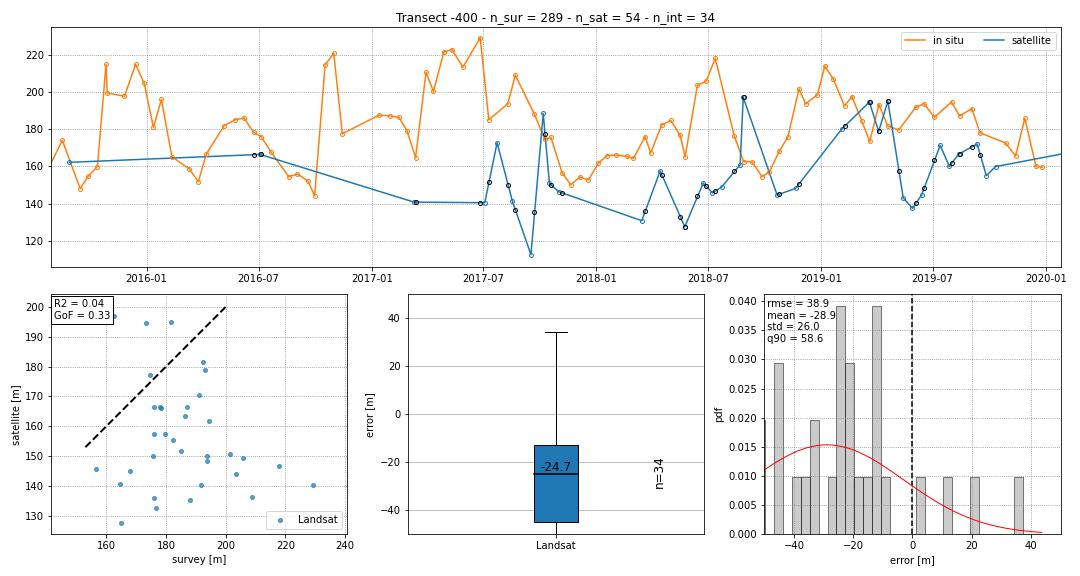 Transect -400 - n_sur = 289 - n_sat = 54 - n_int = 34
in situ
satellite
220
200
180
160
140
120
2016-01
2016-07
2017-01
2017-07
2018-01
2018-07
2019-01
2019-07
2020-01
R2 = 0.04
GoF = 0.33
200
190
180
170
160
150
140
130
satellite [m]
160
180
200
220
240
survey [m]
Landsat
40
20
0
−20
−40
error [m]
-24.7
n=34
Landsat
rmse = 38.9
mean = -28.9
std = 26.0
q90 = 58.6
0.040
0.035
0.030
0.025
0.020
0.015
0.010
0.005
0.000
pdf
−40
−20
0
20
40
error [m]